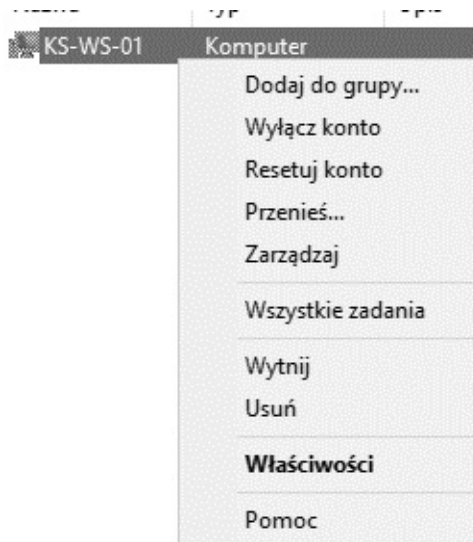 KS-WS-01 Komputer
Dodaj do grupy...
Wyłącz konto
Resetuj konto
Przenieś...
Zarządzaj
Wszystkie zadania
Wytnij
Usuń
Właściwości
Pomoc